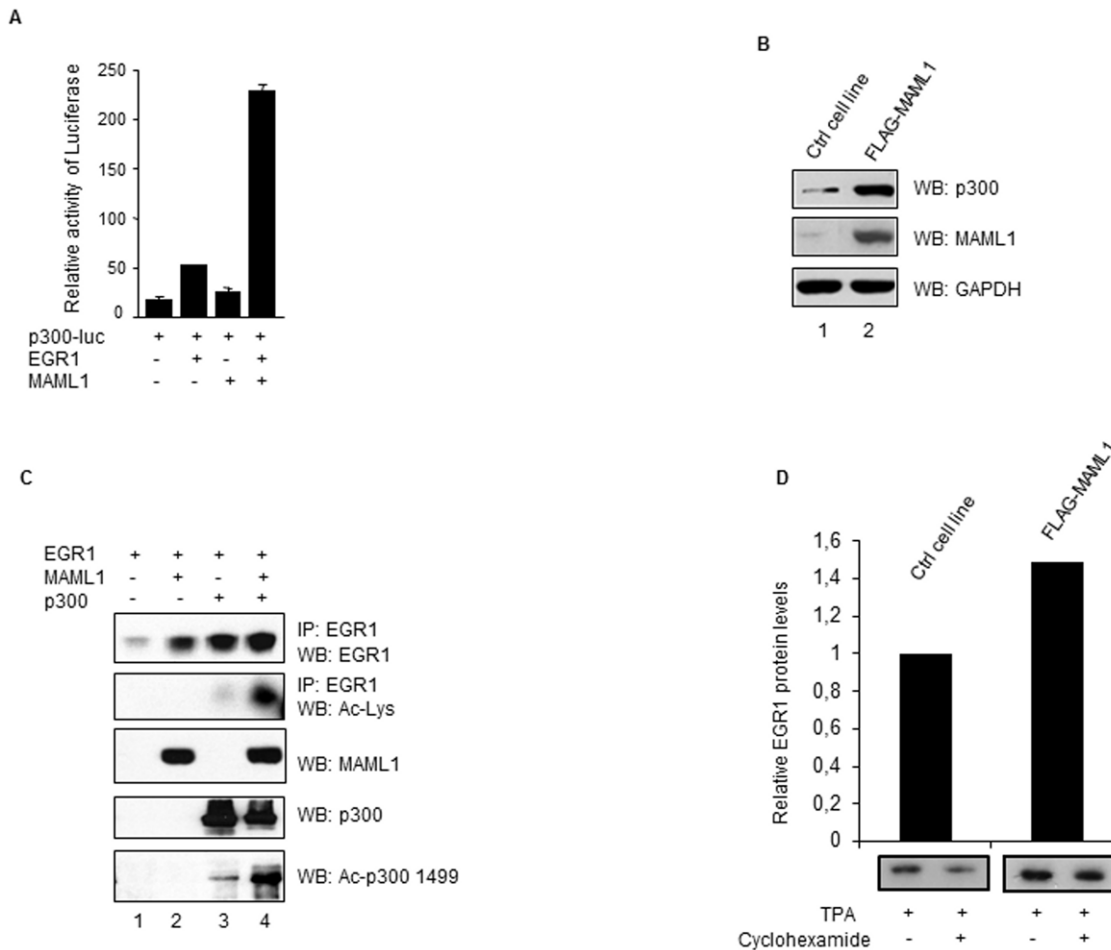 A
Relative activity of Luciferase
250
200
150
100
50
0
p300-luc + + + +
EGR1 - + - +
MAML1 - - + +
B
Ctrl cell line
FLAG-MAML1
WB: p300
WB: MAML1
WB: GAPDH
1 2
C
EGR1 + + + +
MAML1 - + - +
p300 - - + +
IP: EGR1
WB: EGR1
IP: EGR1
WB: Ac-Lys
WB: MAML1
WB: p300
WB: Ac-p300 1499
1 2 3 4
D
Ctrl cell line
FLAG-MAML1
Relative EGR1 protein levels
1,6
1,4
1,2
1
0,8
0,6
0,4
0,2
0
TPA + + + +
Cyclohexamide - + - +